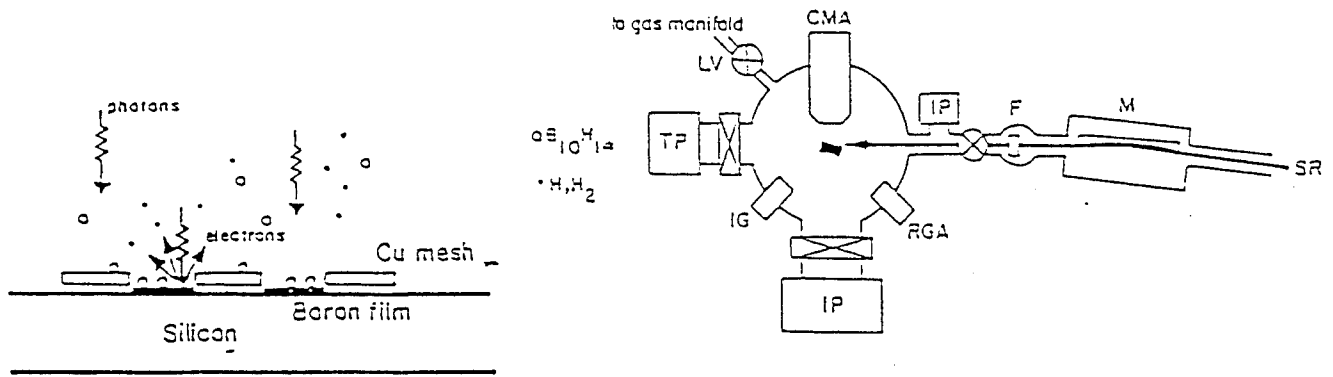 photons
electrons
Cu mesh
Boron film
Silicon
B10H14
H,H2
to gas manifold
LV
CMA
TP
IG
IP
RGA
IP
F
M
SR